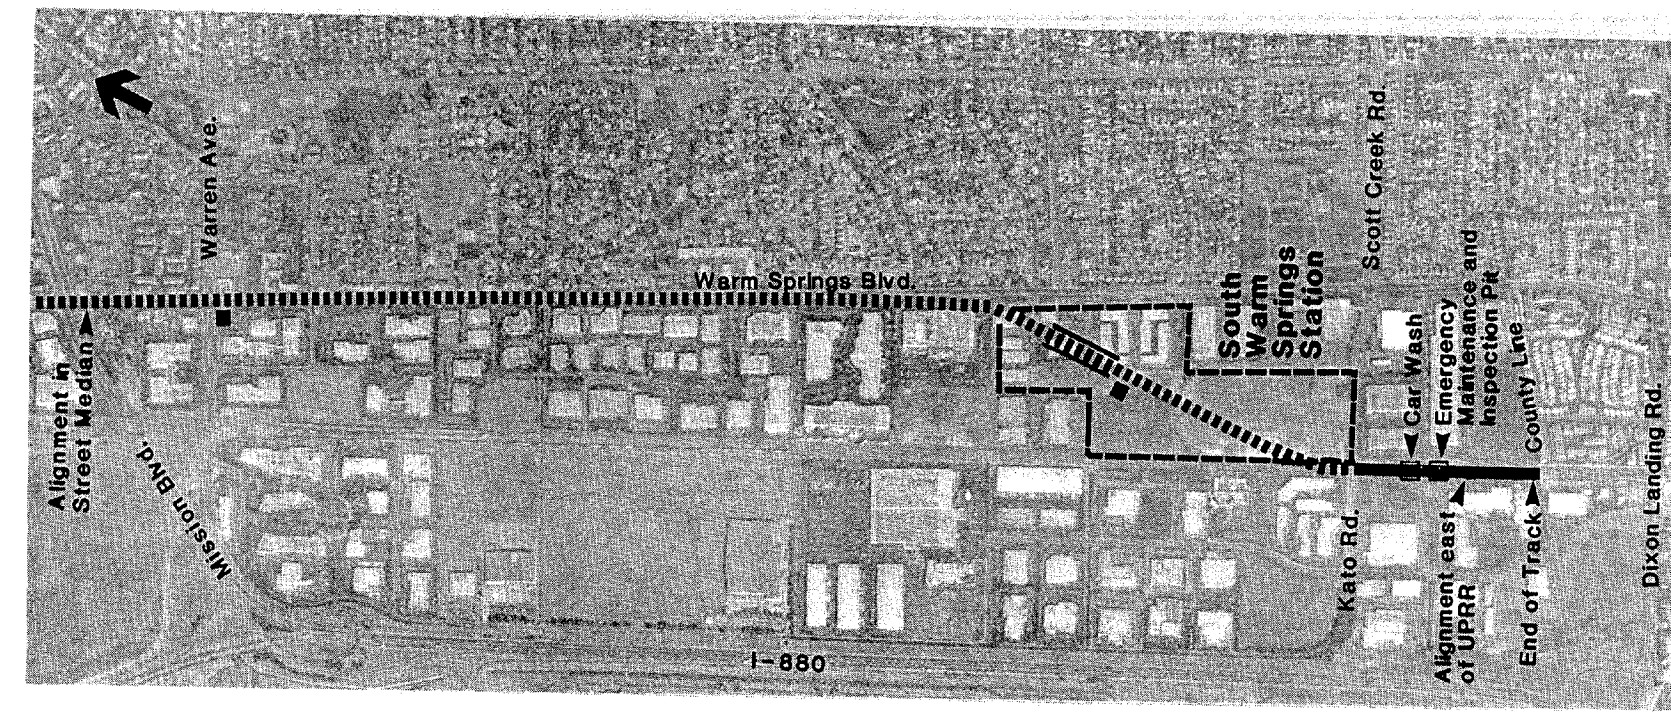 Warren Ave.
Scott Creek Rd.
Warm Springs Blvd.
South
Warm
Springs
Station
Car Wash
Emergency
Maintenance and
Inspection Pit
County Line
Alignment in
Street Median
Mission Blvd.
Kato Rd.
Alignment east
of UPRR
End of Track
Dixon Landing Rd.
I-880